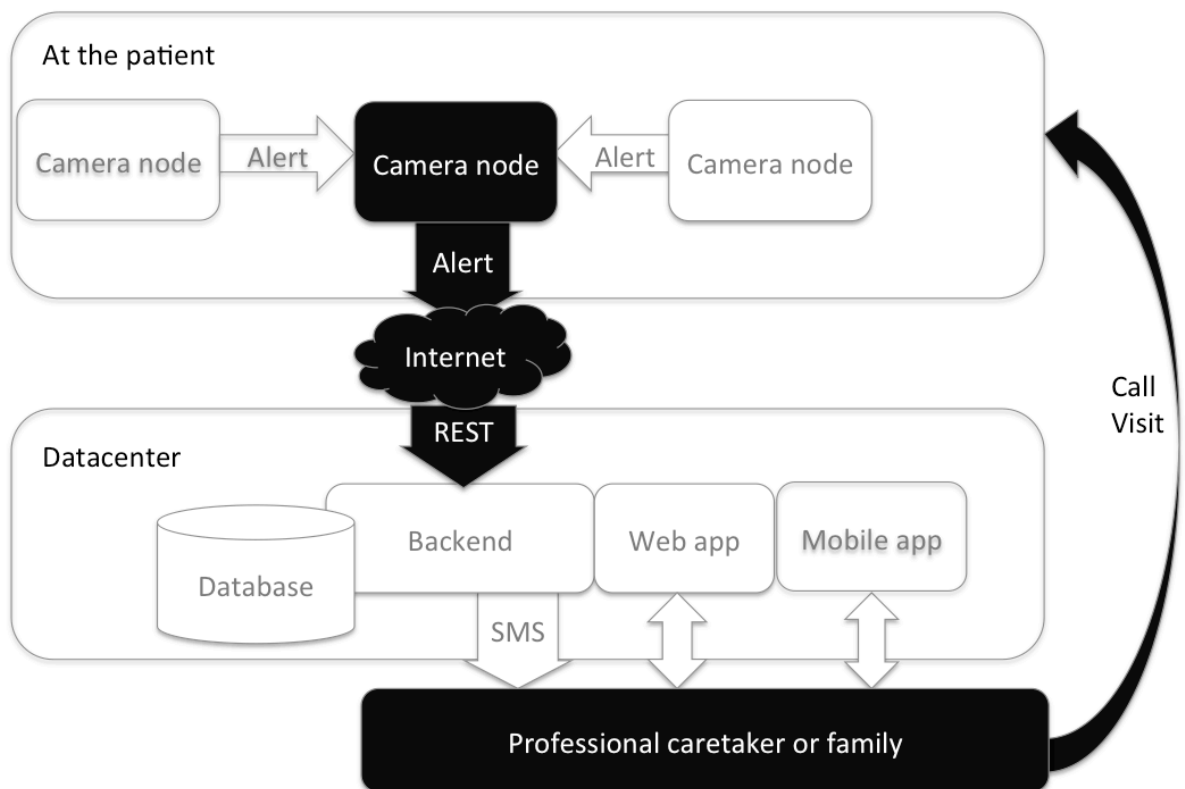 At the patient
Camera node
Alert
Camera node
Alert
Camera node
Alert
Internet
REST
Call
Visit
Datacenter
Backend
Web app
Mobile app
Database
SMS
Professional caretaker or family